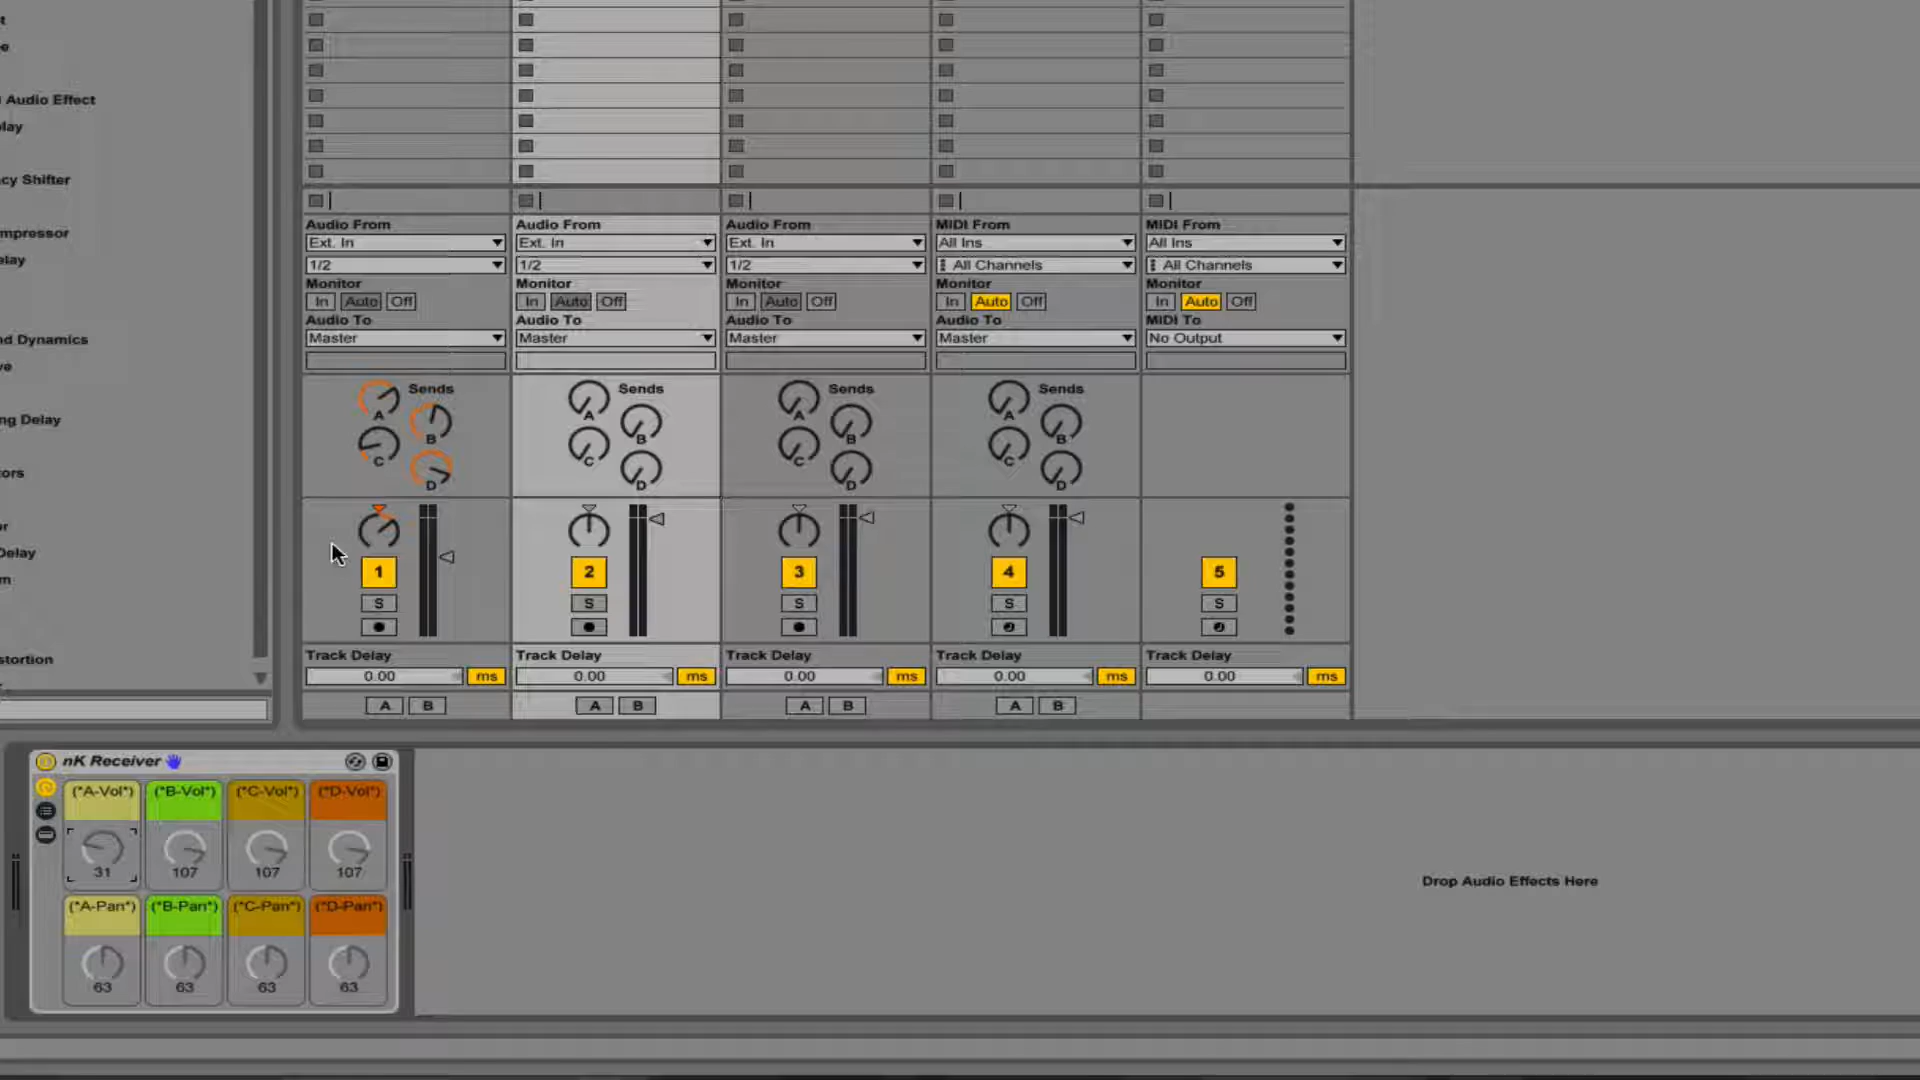 Audio Effect
Audio From Audio From Audio From MIDI From MIDI From
Ext. In Ext. In Ext. In All Ins All Ins
1/2 1/2 1/2 All Channels All Channels
Monitor Monitor Monitor Monitor Monitor
In Auto Off In Auto Off In Auto Off In Auto Off In Auto Off
Audio To Audio To Audio To Audio To MIDI To
Master Master Master Master No Output
cy Shifter
mpressor
elay
nd Dynamics
ve
ng Delay
tors
or
Delay
m
stortion
Sends Sends Sends Sends
A A A A
B B B B
C C C C
D D D D
1 2 3 4 5
S S S S S
Track Delay Track Delay Track Delay Track Delay Track Delay
0.00 ms 0.00 ms 0.00 ms 0.00 ms 0.00 ms
A B A B A B A B
nK Receiver
(*A-Vol*) (*B-Vol*) (*C-Vol*) (*D-Vol*)
31 107 107 107
(*A-Pan*) (*B-Pan*) (*C-Pan*) (*D-Pan*)
63 63 63 63
Drop Audio Effects Here